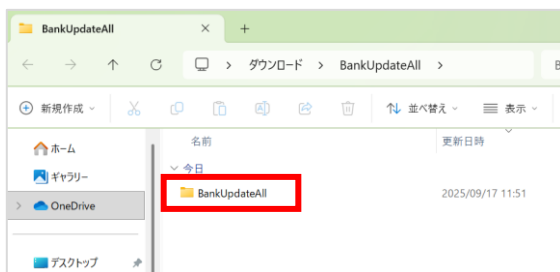 BankUpdateAll
ダウンロード > BankUpdateAll >
新規作成 並べ替え 表示
ホーム
ギャラリー
OneDrive
デスクトップ
名前 更新日時
今日
BankUpdateAll 2025/09/17 11:51